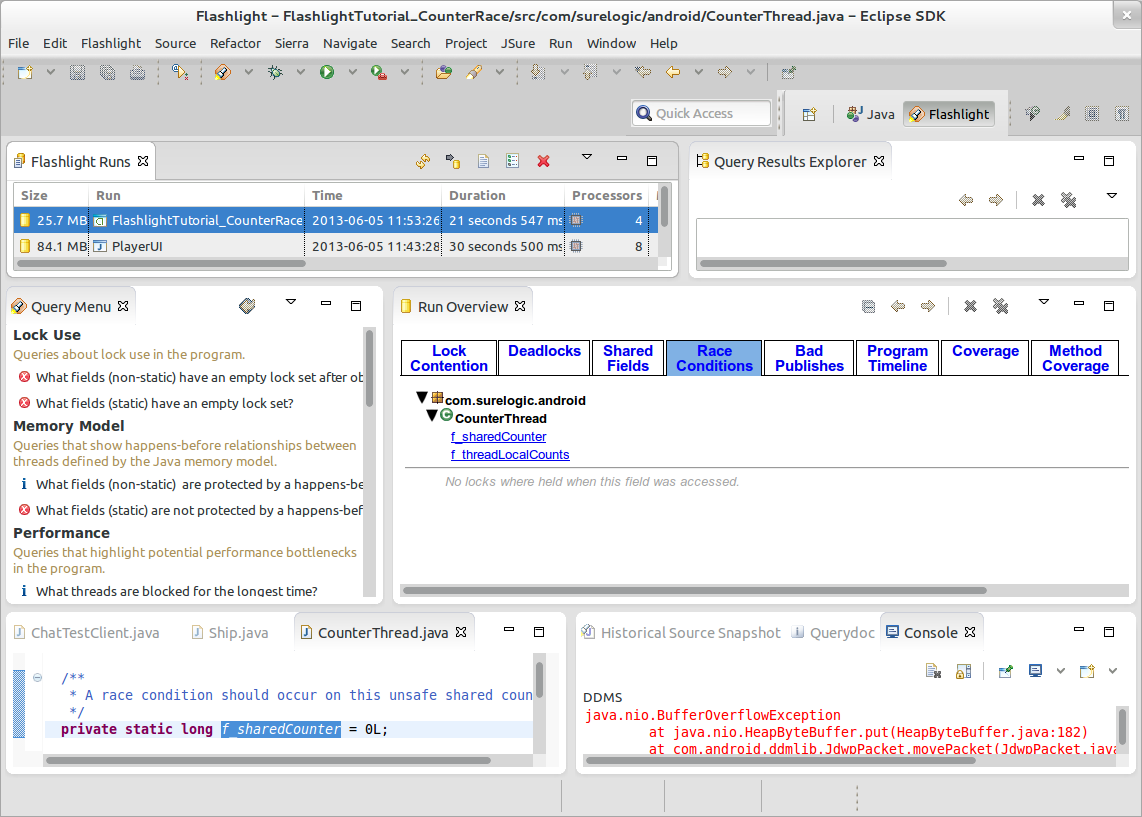 Flashlight – FlashlightTutorial_CounterRace/src/com/surelogic/android/CounterThread.java – Eclipse SDK
File Edit Flashlight Source Refactor Sierra Navigate Search Project JSure Run Window Help
Quick Access
Java
Flashlight
Flashlight Runs
Size Run Time Duration Processors
25.7 MB FlashlightTutorial_CounterRace 2013-06-05 11:53:26 21 seconds 547 ms 4
84.1 MB PlayerUI 2013-06-05 11:43:28 30 seconds 500 ms 8
Query Results Explorer
Query Menu
Lock Use
Queries about lock use in the program.
What fields (non-static) have an empty lock set after ob
What fields (static) have an empty lock set?
Memory Model
Queries that show happens-before relationships between
threads defined by the Java memory model.
What fields (non-static) are protected by a happens-be
What fields (static) are not protected by a happens-bef
Performance
Queries that highlight potential performance bottlenecks
in the program.
What threads are blocked for the longest time?
Run Overview
Lock Contention
Deadlocks
Shared Fields
Race Conditions
Bad Publishes
Program Timeline
Coverage
Method Coverage
com.surelogic.android
CounterThread
f_sharedCounter
f_threadLocalCounts
No locks where held when this field was accessed.
ChatTestClient.java Ship.java CounterThread.java
/**
* A race condition should occur on this unsafe shared coun
*/
private static long f_sharedCounter = 0L;
Historical Source Snapshot Querydoc Console
DDMS
java.nio.BufferOverflowException
at java.nio.HeapByteBuffer.put(HeapByteBuffer.java:182)
at com.android.ddmlib.JdwpPacket.movePacket(JdwpPacket.java